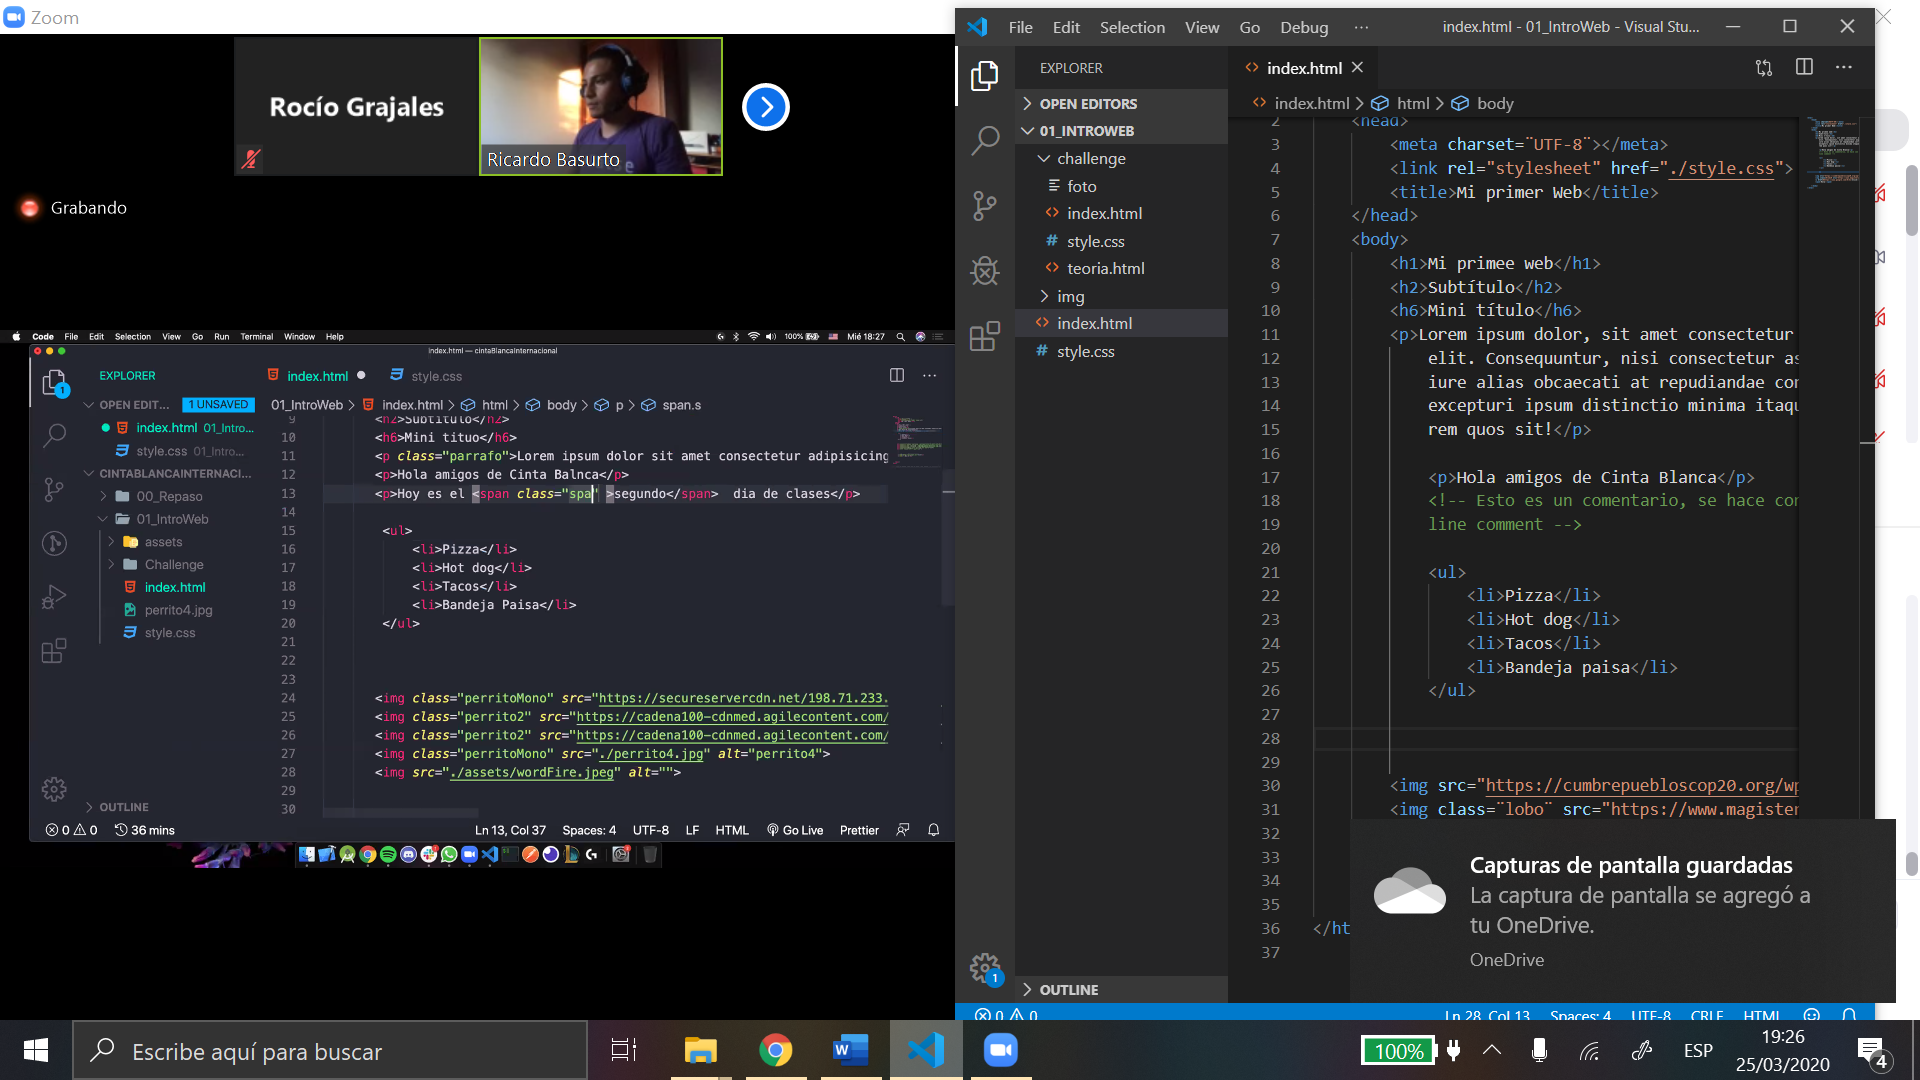 Zoom
Rocío Grajales
Ricardo Basurto
Grabando
Code File Edit Selection View Go Run Terminal Window Help
100% Mié 18:27
index.html — cintaBlancaInternacional
EXPLORER
index.html
style.css
OPEN EDIT... 1 UNSAVED
index.html 01_Intro...
style.css 01_Intro...
CINTABLANCAINTERNACI...
00_Repaso
01_IntroWeb
assets
Challenge
index.html
perrito4.jpg
style.css
OUTLINE
01_IntroWeb > index.html > html > body > p > span.s
9 <h2>Subtitulo</h2>
10 <h6>Mini tituo</h6>
11 <p class="parrafo">Lorem ipsum dolor sit amet consectetur adipisicing
12 <p>Hola amigos de Cinta Balnca</p>
13 <p>Hoy es el <span class="spa" >segundo</span>  dia de clases</p>
14
15 <ul>
16 <li>Pizza</li>
17 <li>Hot dog</li>
18 <li>Tacos</li>
19 <li>Bandeja Paisa</li>
20 </ul>
21
22
23
24 <img class="perritoMono" src="https://secureservercdn.net/198.71.233.
25 <img class="perrito2" src="https://cadena100-cdnmed.agilecontent.com/
26 <img class="perrito2" src="https://cadena100-cdnmed.agilecontent.com/
27 <img class="perritoMono" src="./perrito4.jpg" alt="perrito4">
28 <img src="./assets/wordFire.jpeg" alt="">
29
30
0 0 36 mins
Ln 13, Col 37 Spaces: 4 UTF-8 LF HTML Go Live Prettier
File Edit Selection View Go Debug ··· index.html - 01_IntroWeb - Visual Stu...
EXPLORER
OPEN EDITORS
01_INTROWEB
challenge
foto
index.html
style.css
teoria.html
img
index.html
style.css
OUTLINE
index.html
index.html > html > body
2 <head>
3 <meta charset=¨UTF-8¨></meta>
4 <link rel="stylesheet" href="./style.css">
5 <title>Mi primer Web</title>
6 </head>
7 <body>
8 <h1>Mi primee web</h1>
9 <h2>Subtítulo</h2>
10 <h6>Mini título</h6>
11 <p>Lorem ipsum dolor, sit amet consectetur
12 elit. Consequuntur, nisi consectetur as
13 iure alias obcaecati at repudiandae con
14 excepturi ipsum distinctio minima itaqu
15 rem quos sit!</p>
16
17 <p>Hola amigos de Cinta Blanca</p>
18 <!-- Esto es un comentario, se hace con
19 line comment -->
20
21 <ul>
22 <li>Pizza</li>
23 <li>Hot dog</li>
24 <li>Tacos</li>
25 <li>Bandeja paisa</li>
26 </ul>
27
28
29
30 <img src="https://cumbrepuebloscop20.org/wp
31 <img class=¨lobo¨ src="https://www.magister
32
33
34
35
36 </ht
37
0 0
Ln 28, Col 13 Spaces: 4 UTF-8 CRLF HTML
1
Capturas de pantalla guardadas
La captura de pantalla se agregó a
tu OneDrive.
OneDrive
Escribe aquí para buscar
100%
ESP
19:26
25/03/2020
4